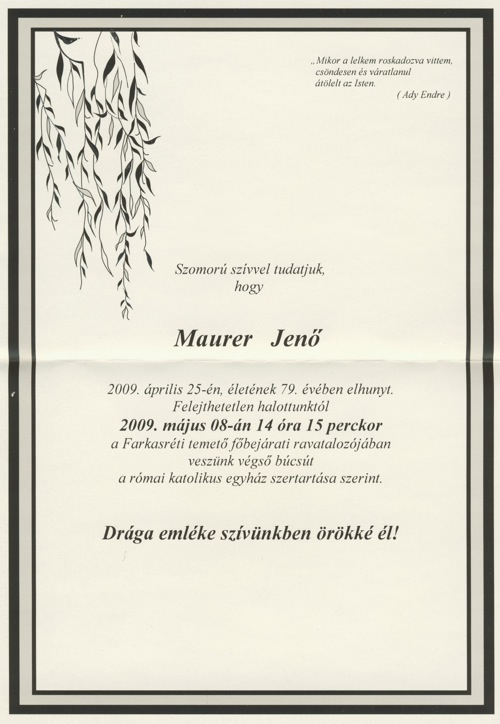 „Mikor a lelkem roskadozva vittem,
csöndesen és váratlanul
átölelt az Isten.
( Ady Endre )
Szomorú szívvel tudatjuk,
hogy
Maurer Jenő
2009. április 25-én, életének 79. évében elhunyt.
Felejthetetlen halottunktól
2009. május 08-án 14 óra 15 perckor
a Farkasréti temető főbejárati ravatalozójában
veszünk végső búcsút
a római katolikus egyház szertartása szerint.
Drága emléke szívünkben örökké él!